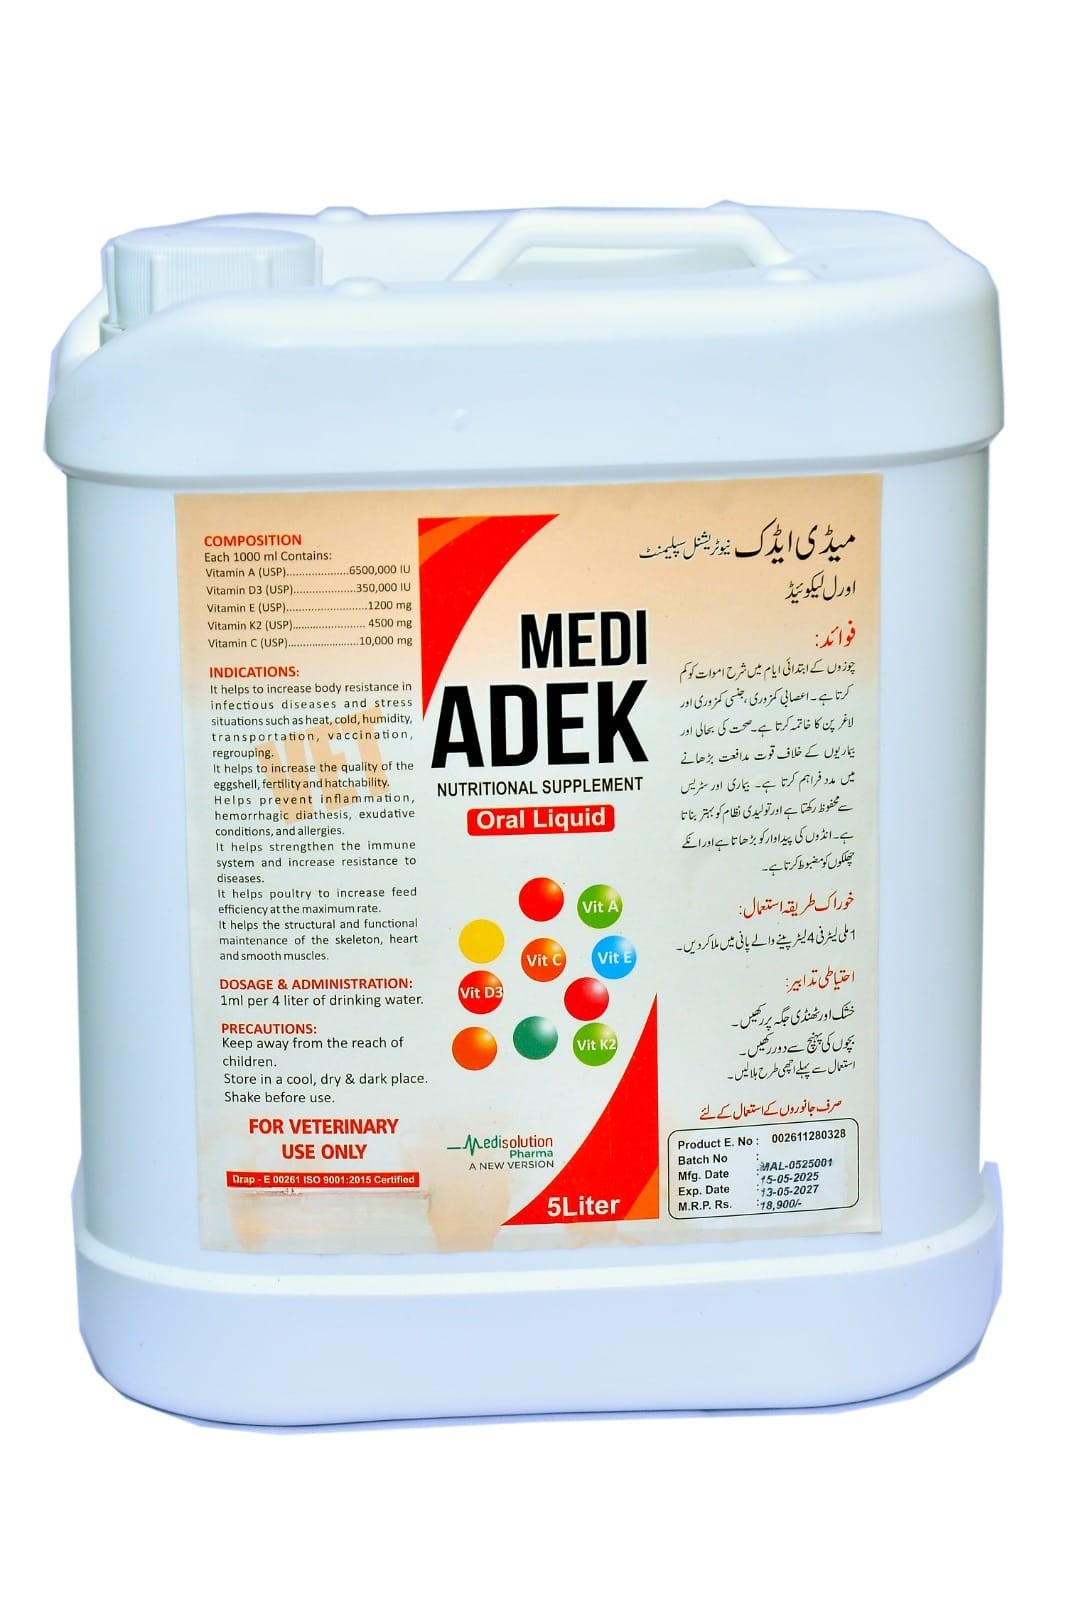 COMPOSITION
Each 1000 ml Contains:
Vitamin A (USP)....................6500,000 IU
Vitamin D3 (USP)....................350,000 IU
Vitamin E (USP)..........................1200 mg
Vitamin K2 (USP)....................... 4500 mg
Vitamin C (USP).......................10,000 mg
INDICATIONS:
It helps to increase body resistance in
infectious diseases and stress
situations such as heat, cold, humidity,
transportation, vaccination,
regrouping.
It helps to increase the quality of the
eggshell, fertility and hatchability.
Helps prevent inflammation,
hemorrhagic diathesis, exudative
conditions, and allergies.
It helps strengthen the immune
system and increase resistance to
diseases.
It helps poultry to increase feed
efficiency at the maximum rate.
It helps the structural and functional
maintenance of the skeleton, heart
and smooth muscles.
VET
DOSAGE & ADMINISTRATION:
1ml per 4 liter of drinking water.
PRECAUTIONS:
Keep away from the reach of
children.
Store in a cool, dry & dark place.
Shake before use.
FOR VETERINARY
USE ONLY
Drap - E 00261 ISO 9001:2015 Certified
MEDI
ADEK
NUTRITIONAL SUPPLEMENT
Oral Liquid
Vit A
Vit C
Vit E
Vit D3
Vit K2
Medisolution
Pharma
A NEW VERSION
5Liter
میڈی ایڈک نیوٹریشنل سپلیمنٹ
اورل لیکوئیڈ
فوائد:
چوزوں کے ابتدائی ایام میں شرح اموات کو کم
کرتا ہے۔ اعصابی کمزوری، جنسی کمزوری اور
لاغر پن کا خاتمہ کرتا ہے۔ صحت کی بحالی اور
بیماریوں کے خلاف قوت مدافعت بڑھانے
میں مدد فراہم کرتا ہے۔ بیماری اور سٹریس
سے محفوظ رکھتا ہے اور تولیدی نظام کو بہتر بناتا
ہے۔ انڈوں کی پیداوار کو بڑھاتا ہے اور انکے
چھلکوں کو مضبوط کرتا ہے۔
خوراک طریقہ استعمال:
1 ملی لیٹر فی 4 لیٹر پینے والے پانی میں ملا کر دیں۔
احتیاطی تدابیر:
خشک اور ٹھنڈی جگہ پر رکھیں۔
بچوں کی پہنچ سے دور رکھیں۔
استعمال سے پہلے اچھی طرح ہلا لیں۔
صرف جانوروں کے استعمال کے لئے
Product E. No : 002611280328
Batch No : MAL-0525001
Mfg. Date : 15-05-2025
Exp. Date : 13-05-2027
M.R.P. Rs. : 18,900/-